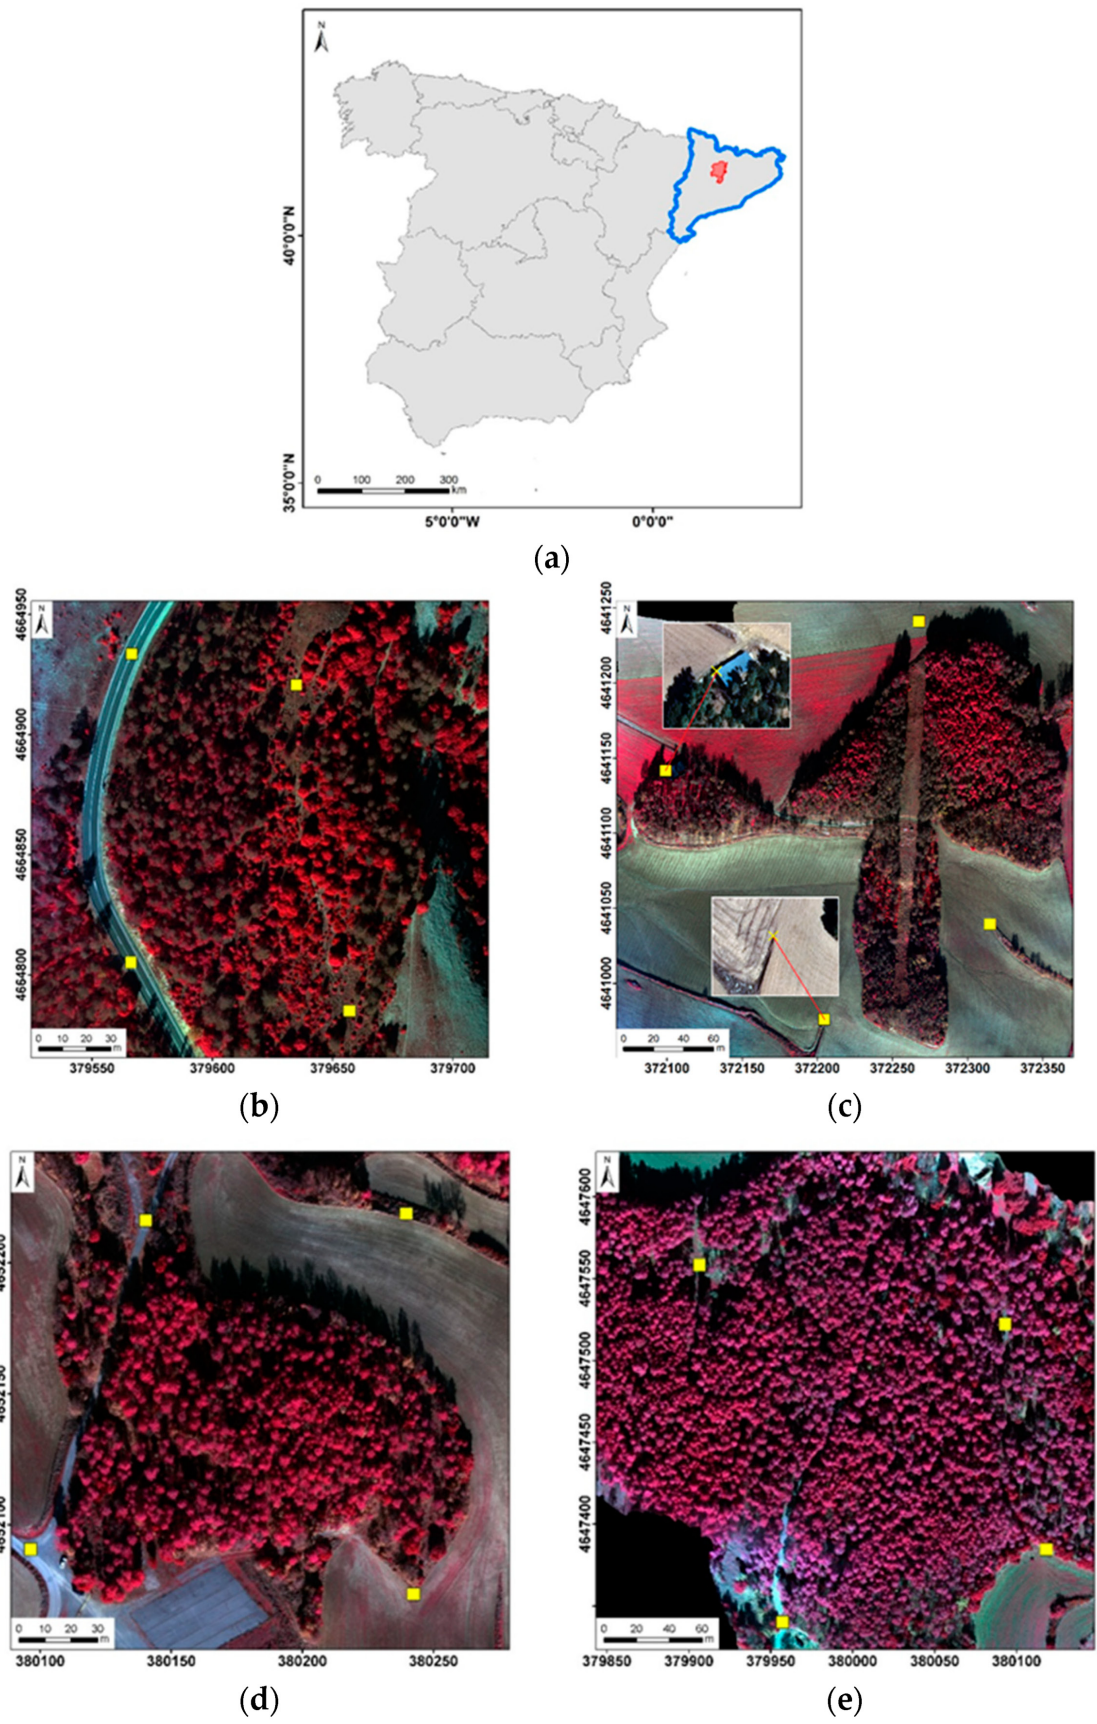 N
40°0'0"N
35°0'0"N
0 100 200 300
km
5°0'0"W 0°0'0"
(a)
N
4664950
4664900
4664850
4664800
0 10 20 30
m
379550 379600 379650 379700
(b)
N
4641250
4641200
4641150
4641100
4641050
4641000
0 20 40 60
m
372100 372150 372200 372250 372300 372350
(c)
N
0 10 20 30
m
380100 380150 380200 380250
(d)
N
4647600
4647550
4647500
4647450
4647400
0 20 40 60
m
379850 379900 379950 380000 380050 380100
(e)